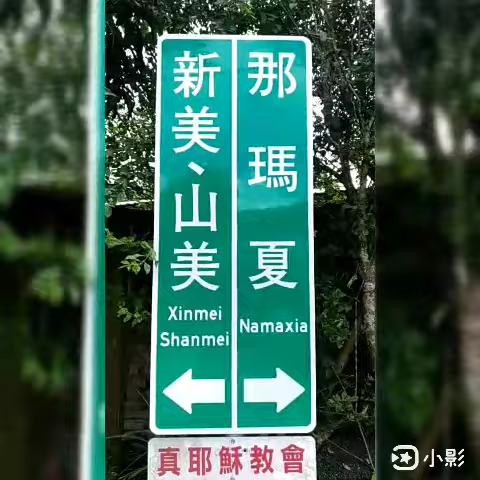 新美、山美
Xinmei
Shanmei
那瑪夏
Namaxia
真耶穌教會
小影